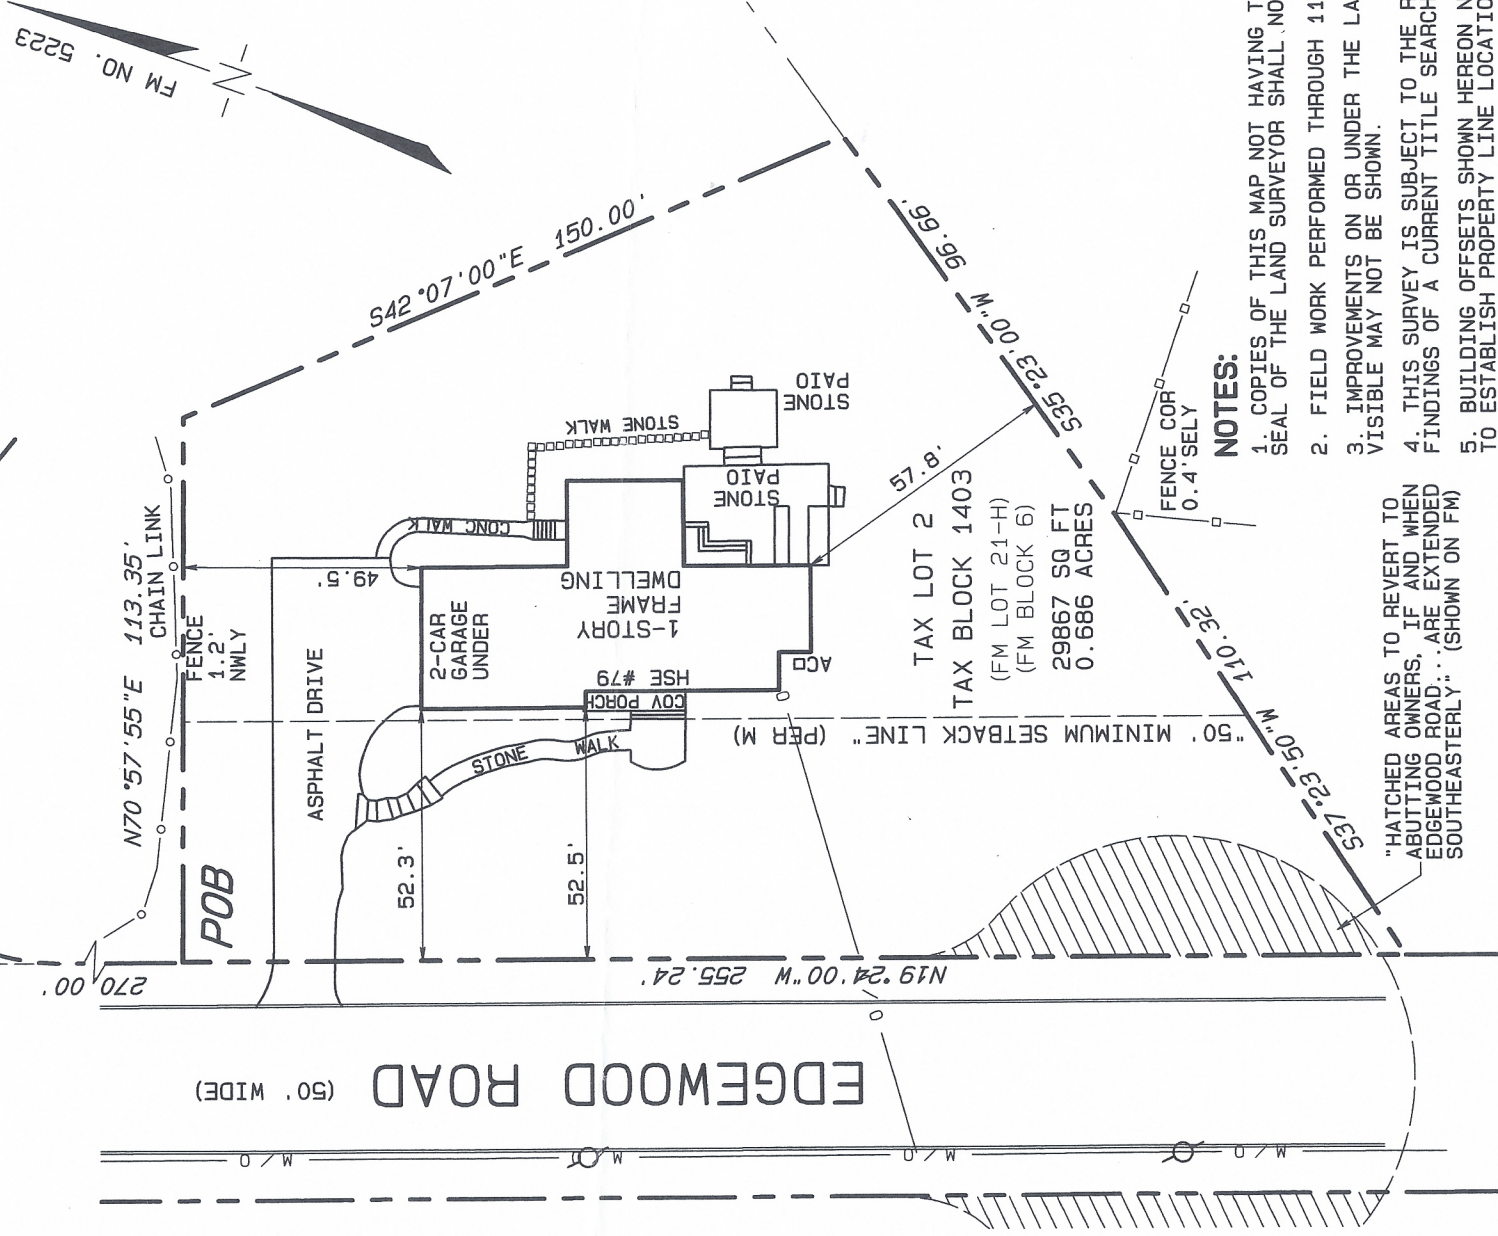 FM NO. 5223
N
S42°07'00"E 150.00'
96.66'
S35°23'00"W
N70°57'55"E 113.35'
CHAIN LINK
FENCE
1.2'
NWLY
49.5'
CONC WALK
STONE WALK
STONE
PAIO
STONE
PAIO
57.8'
FENCE COR
0.4'SELY
ASPHALT DRIVE
2-CAR
GARAGE
UNDER
1-STORY
FRAME
DWELLING
HSE #79
COV PORCH
AC
TAX LOT 2
TAX BLOCK 1403
(FM LOT 21-H)
(FM BLOCK 6)
29867 SQ FT
0.686 ACRES
"50' MINIMUM SETBACK LINE" (PER M)
STONE WALK
52.3'
52.5'
POB
270.00'
N19°24'00"W 255.24'
110.32'
S37°23'50"W
EDGEWOOD ROAD (50' WIDE)
O/W
W
O/W
O/W
"HATCHED AREAS TO REVERT TO
ABUTTING OWNERS, IF AND WHEN
EDGEWOOD ROAD...ARE EXTENDED
SOUTHEASTERLY" (SHOWN ON FM)
NOTES:
1. COPIES OF THIS MAP NOT HAVING T
SEAL OF THE LAND SURVEYOR SHALL NO
2. FIELD WORK PERFORMED THROUGH 11
3. IMPROVEMENTS ON OR UNDER THE LA
VISIBLE MAY NOT BE SHOWN.
4. THIS SURVEY IS SUBJECT TO THE
FINDINGS OF A CURRENT TITLE SEARCH
5. BUILDING OFFSETS SHOWN HEREON N
TO ESTABLISH PROPERTY LINE LOCATIO